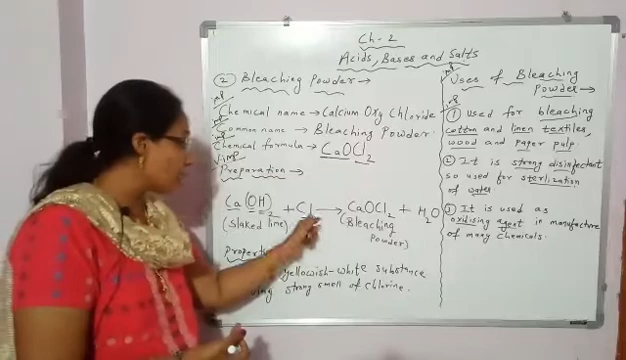 Ch-2
Acids, Bases and Salts
② Bleaching Powder →
Chemical name → Calcium Oxy Chloride
Common name → Bleaching Powder.
Chemical formula → CaOCl2
V.imp
Preparation →
Ca(OH)2 + Cl → CaOCl2 + H2O
(Slaked lime) (Bleaching
Powder)
yellowish-white substance
strong smell of chlorine.
Uses of Bleaching
Powder →
① Used for bleaching
cotton and linen textiles,
wood and paper pulp.
② It is strong disinfectant
so used for sterilization
of water
③ It is used as
oxidising agent in manufacture
of many chemicals.